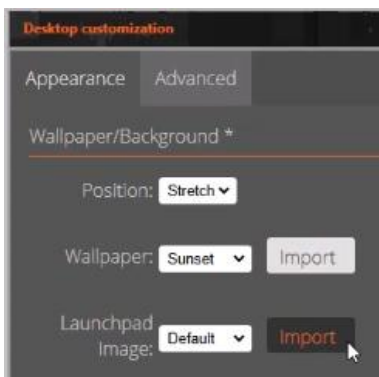 Desktop customization
Appearance Advanced
Wallpaper/Background *
Position: Stretch
Wallpaper: Sunset Import
Launchpad
Image: Default Import